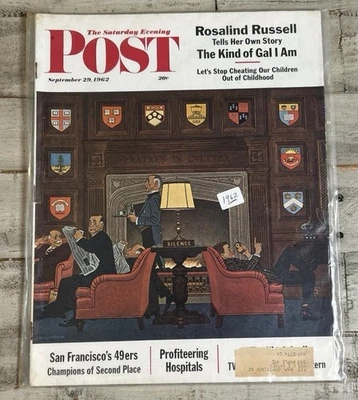 The Saturday Evening
POST
September 29, 1962
20c
Rosalind Russell
Tells Her Own Story
The Kind of Gal I Am
Let's Stop Cheating Our Children
Out of Childhood
1962
SILENCE
San Francisco's 49ers
Champions of Second Place
Profiteering
Hospitals